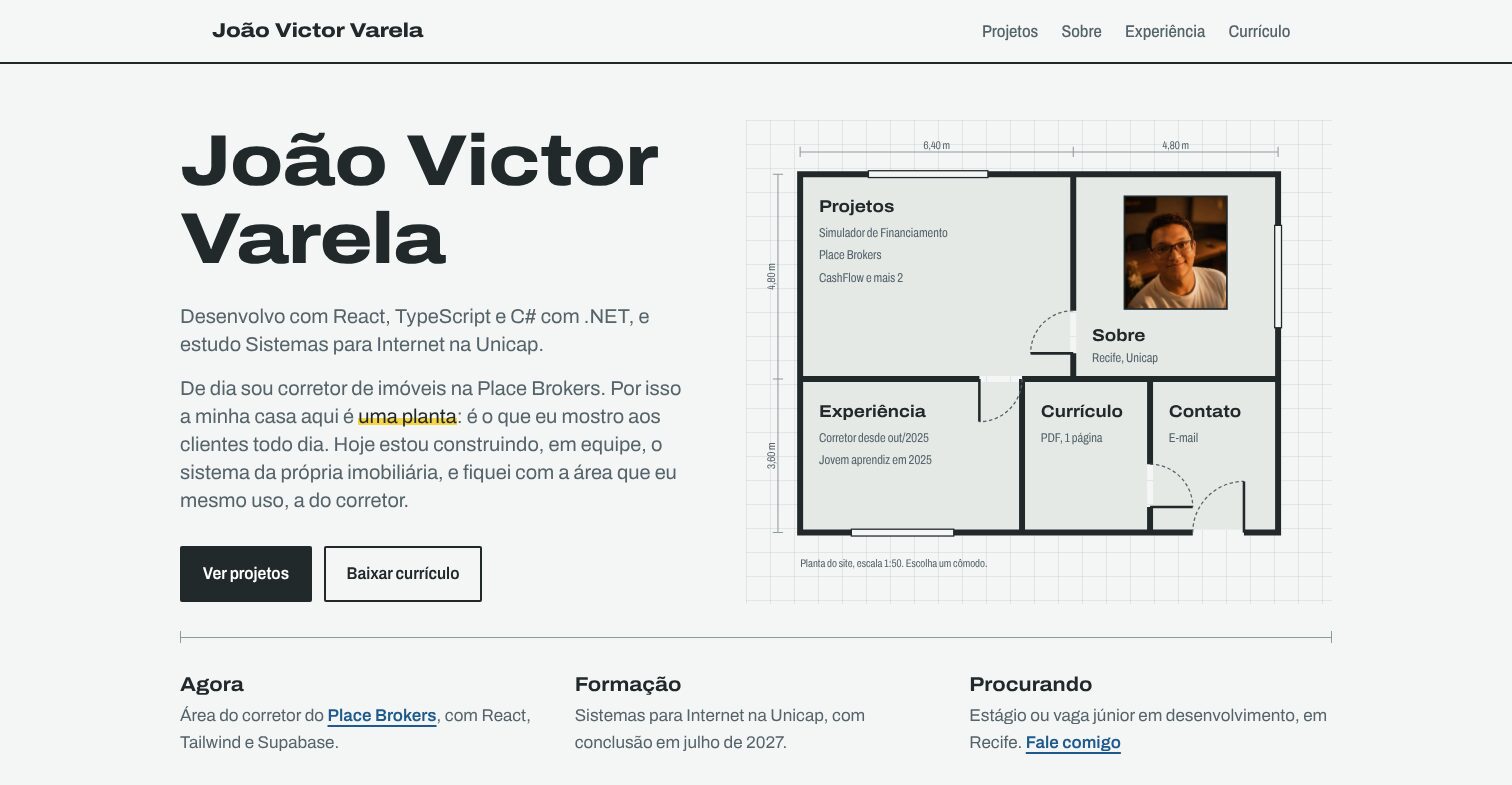 João Victor Varela
Projetos Sobre Experiência Currículo
João Victor
Varela
Desenvolvo com React, TypeScript e C# com .NET, e
estudo Sistemas para Internet na Unicap.
De dia sou corretor de imóveis na Place Brokers. Por isso
a minha casa aqui é uma planta: é o que eu mostro aos
clientes todo dia. Hoje estou construindo, em equipe, o
sistema da própria imobiliária, e fiquei com a área que eu
mesmo uso, a do corretor.
Ver projetos
Baixar currículo
6,40 m
4,80 m
4,80 m
3,60 m
Projetos
Simulador de Financiamento
Place Brokers
CashFlow e mais 2
Sobre
Recife, Unicap
Experiência
Corretor desde out/2025
Jovem aprendiz em 2025
Currículo
PDF, 1 página
Contato
E-mail
Planta do site, escala 1:50. Escolha um cômodo.
Agora
Área do corretor do Place Brokers, com React,
Tailwind e Supabase.
Formação
Sistemas para Internet na Unicap, com
conclusão em julho de 2027.
Procurando
Estágio ou vaga júnior em desenvolvimento, em
Recife. Fale comigo